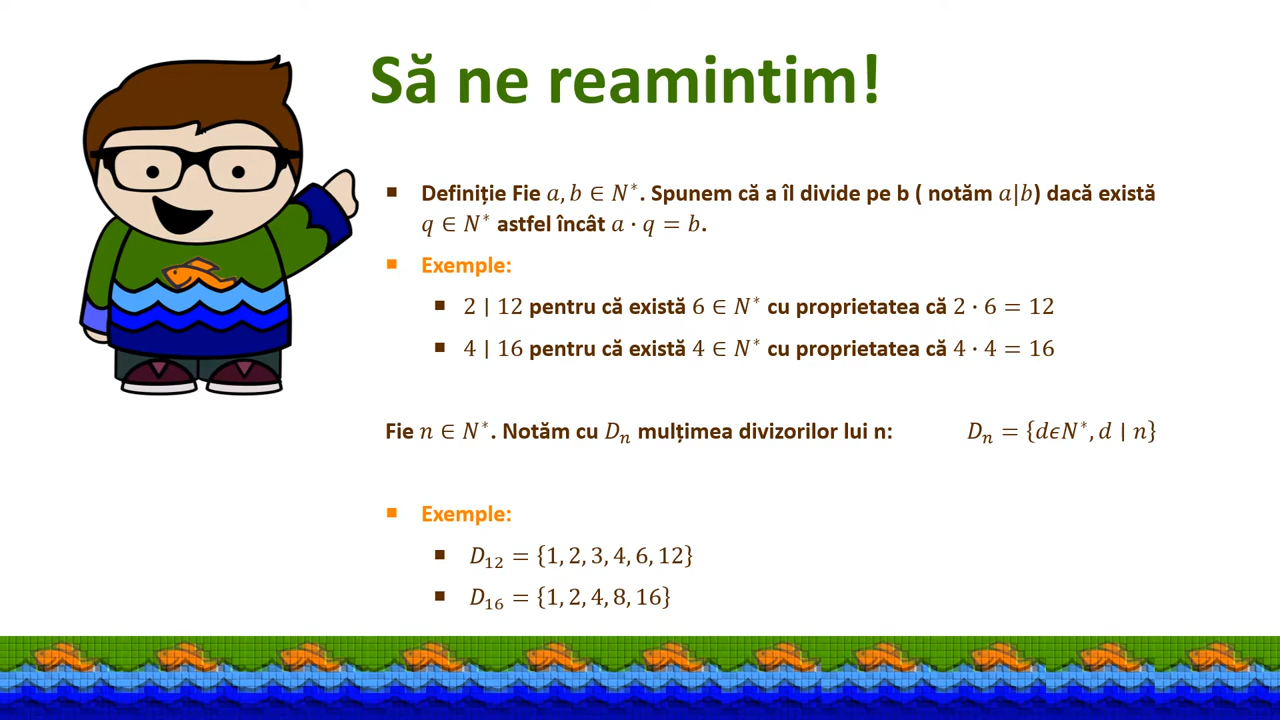 Să ne reamintim!
▪ Definiție Fie a, b ∈ N*. Spunem că a îl divide pe b ( notăm a|b) dacă există
q ∈ N* astfel încât a · q = b.
▪ Exemple:
▪ 2 | 12 pentru că există 6 ∈ N* cu proprietatea că 2 · 6 = 12
▪ 4 | 16 pentru că există 4 ∈ N* cu proprietatea că 4 · 4 = 16
Fie n ∈ N*. Notăm cu Dₙ mulțimea divizorilor lui n: Dₙ = {dϵN*, d | n}
▪ Exemple:
▪ D₁₂ = {1, 2, 3, 4, 6, 12}
▪ D₁₆ = {1, 2, 4, 8, 16}